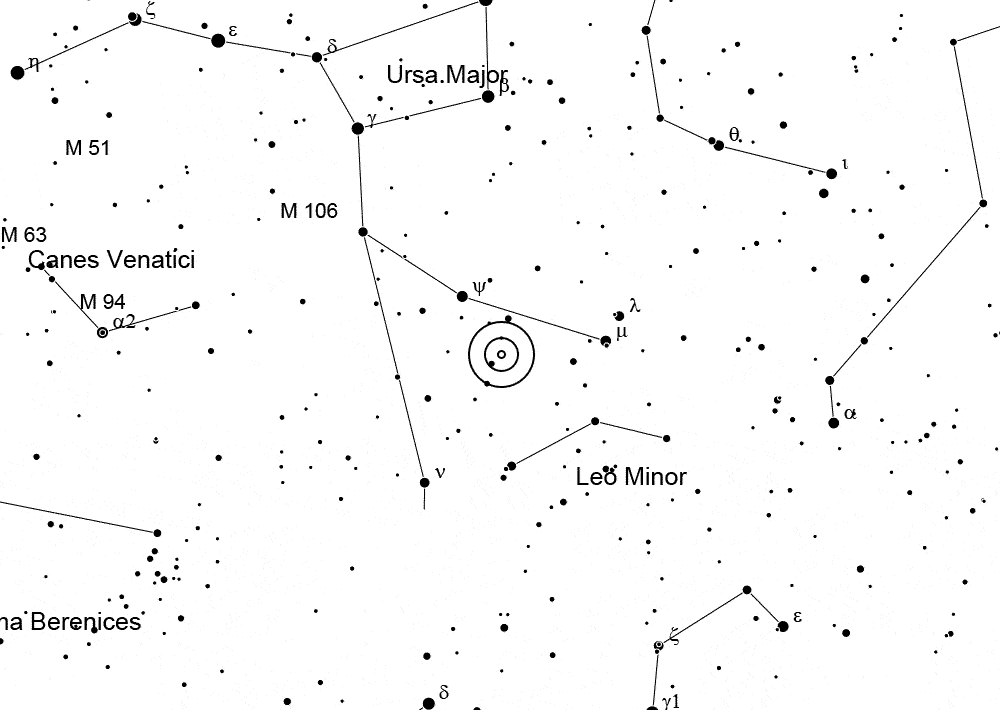 ζ
ε
η
δ
Ursa Major
β
γ
θ
M 51
ι
M 106
M 63
Canes Venatici
ψ
M 94
λ
α2
μ
α
ν
Leo Minor
na Berenices
ε
ζ
δ
γ1